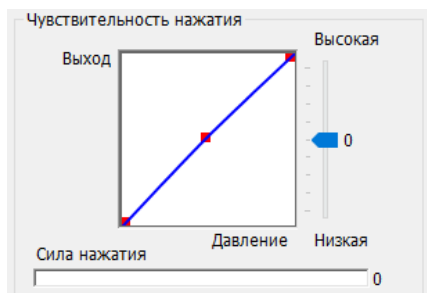 Чувствительность нажатия
Высокая
Выход
0
Давление
Низкая
Сила нажатия
0